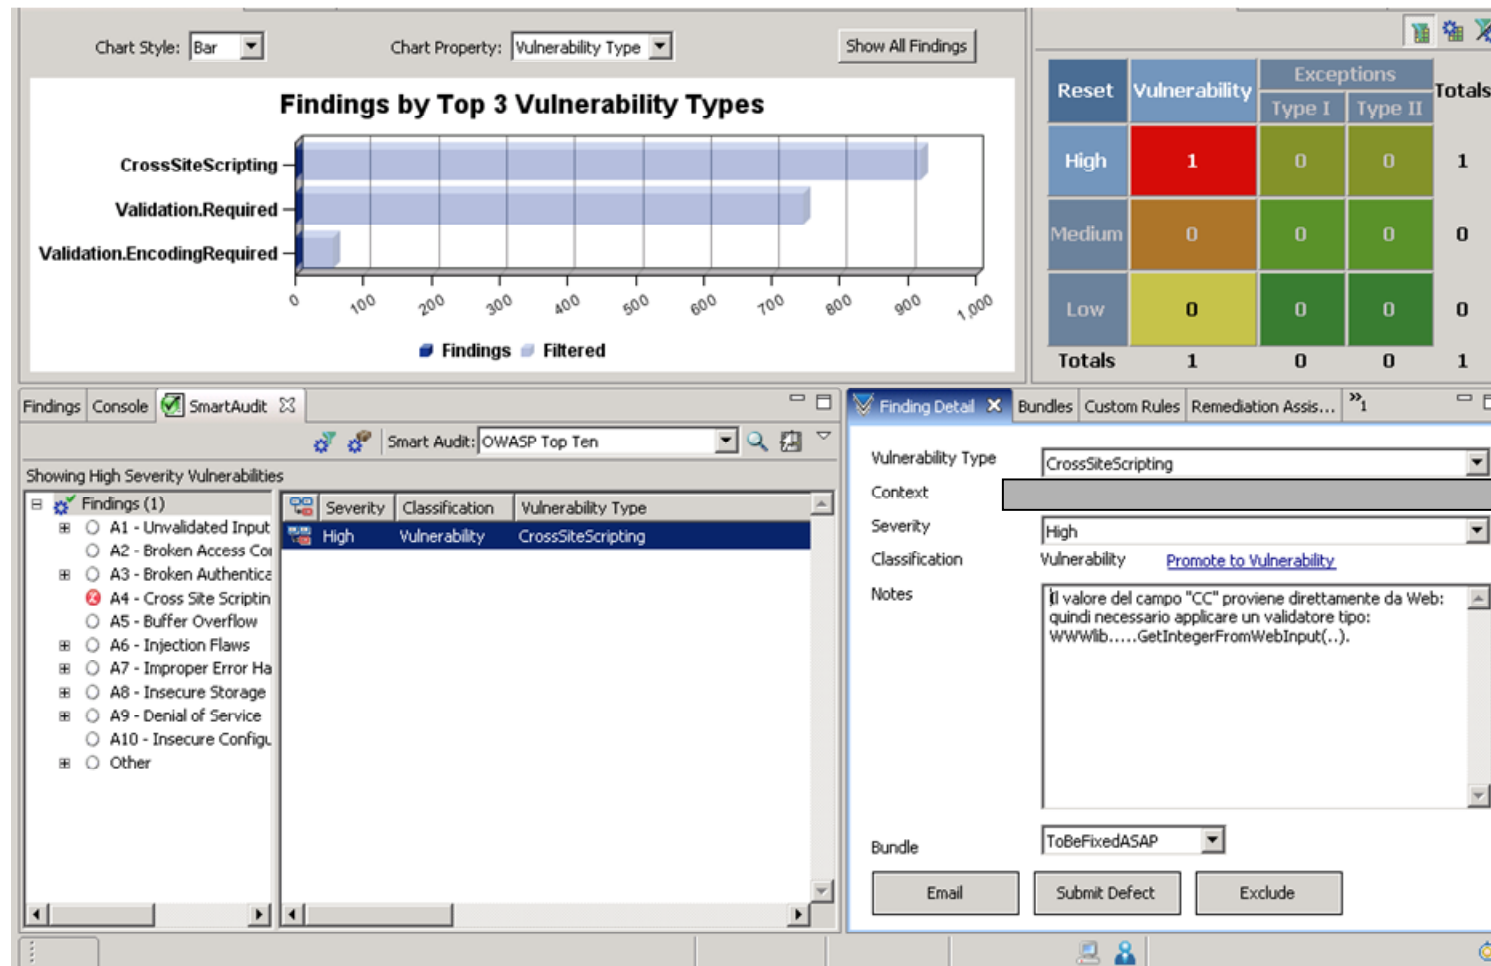 Chart Style: Bar
Chart Property: Vulnerability Type
Show All Findings
Findings by Top 3 Vulnerability Types
CrossSiteScripting
Validation.Required
Validation.EncodingRequired
0 100 200 300 400 500 600 700 800 900 1,000
Findings Filtered
Reset Vulnerability Exceptions Totals
Type I Type II
High 1 0 0 1
Medium 0 0 0 0
Low 0 0 0 0
Totals 1 0 0 1
Findings Console SmartAudit
Smart Audit: OWASP Top Ten
Showing High Severity Vulnerabilities
Findings (1)
A1 - Unvalidated Input
A2 - Broken Access Co
A3 - Broken Authentica
A4 - Cross Site Scriptin
A5 - Buffer Overflow
A6 - Injection Flaws
A7 - Improper Error Ha
A8 - Insecure Storage
A9 - Denial of Service
A10 - Insecure Configu
Other
Severity Classification Vulnerability Type
High Vulnerability CrossSiteScripting
Finding Detail Bundles Custom Rules Remediation Assis... »1
Vulnerability Type CrossSiteScripting
Context
Severity High
Classification Vulnerability Promote to Vulnerability
Notes
Il valore del campo "CC" proviene direttamente da Web:
quindi necessario applicare un validatore tipo:
WWWlib.....GetIntegerFromWebInput(..).
Bundle ToBeFixedASAP
Email Submit Defect Exclude